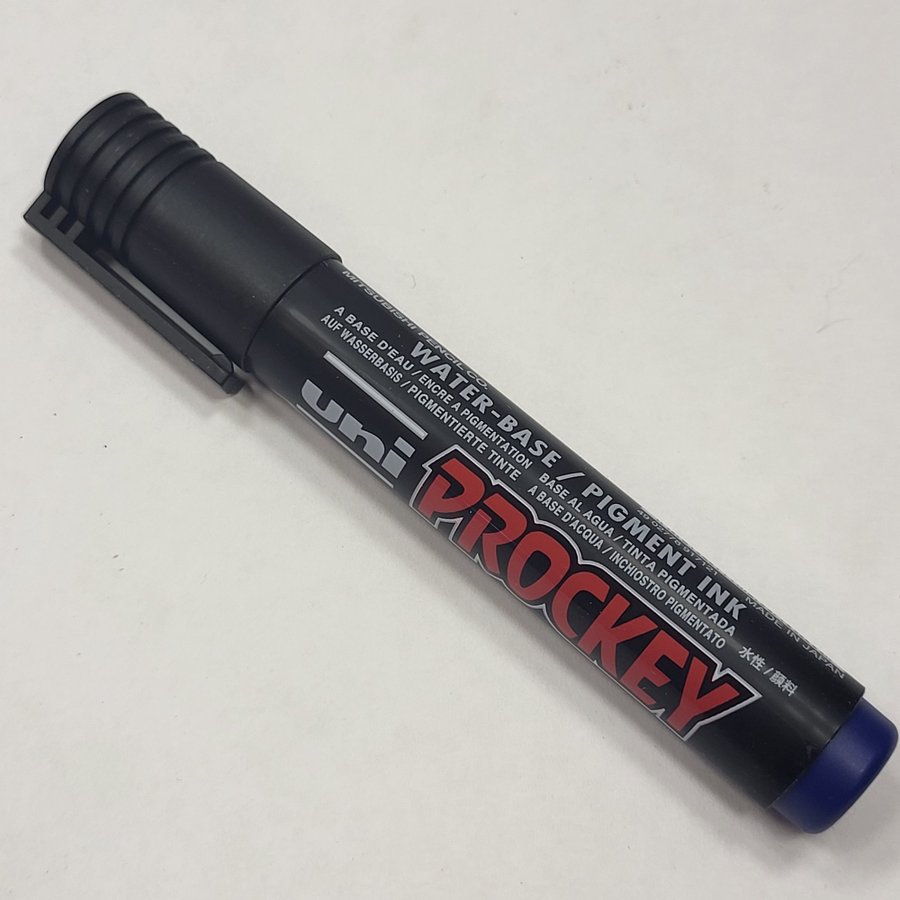 MITSUBISHI PENCIL CO.
WATER-BASE / PIGMENT INK
A BASE D'EAU / ENCRE A PIGMENTATION BASE AL AGUA / TINTA PIGMENTADA
AUF WASSERBASIS / PIGMENTIERTE TINTE A BASE D'ACQUA / INCHIOSTRO PIGMENTATO
水性 / 顔料
uni
PROCKEY
MADE IN JAPAN